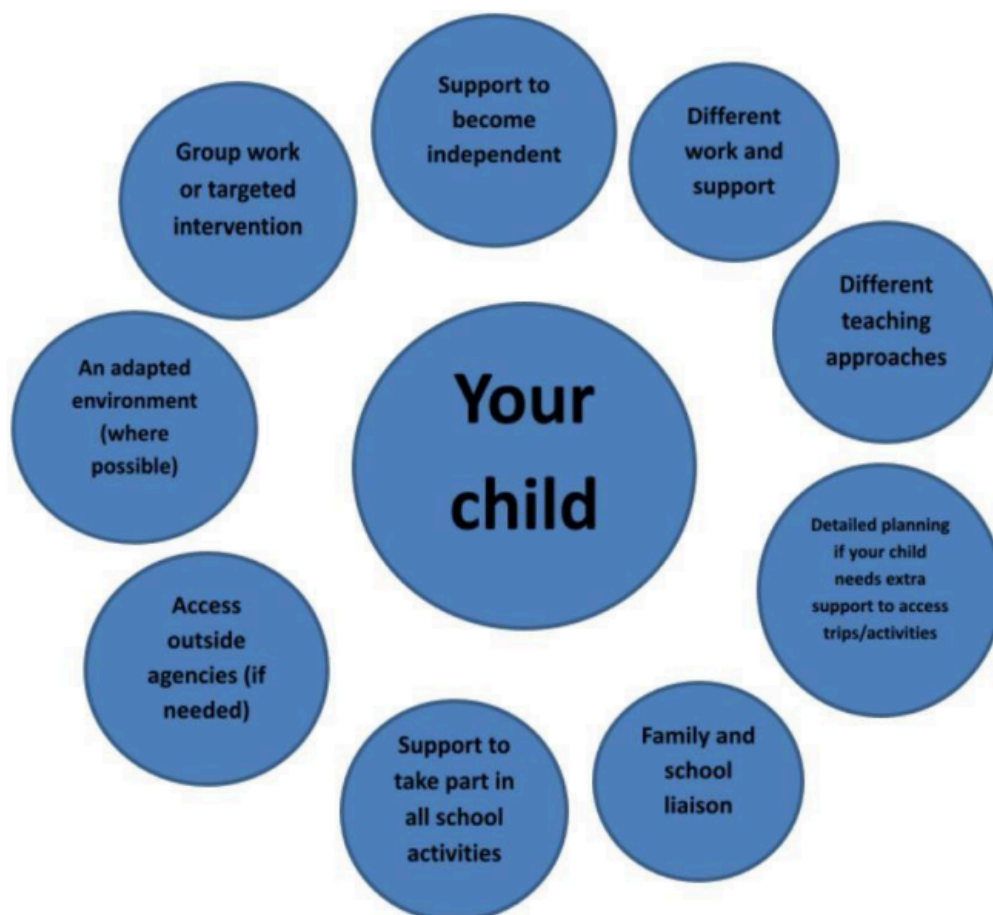 Support to
become
independent
Different
work and
support
Different
teaching
approaches
Detailed planning
if your child
needs extra
support to access
trips/activities
Family and
school
liaison
Support to
take part in
all school
activities
Access
outside
agencies (if
needed)
An adapted
environment
(where
possible)
Group work
or targeted
intervention
Your
child